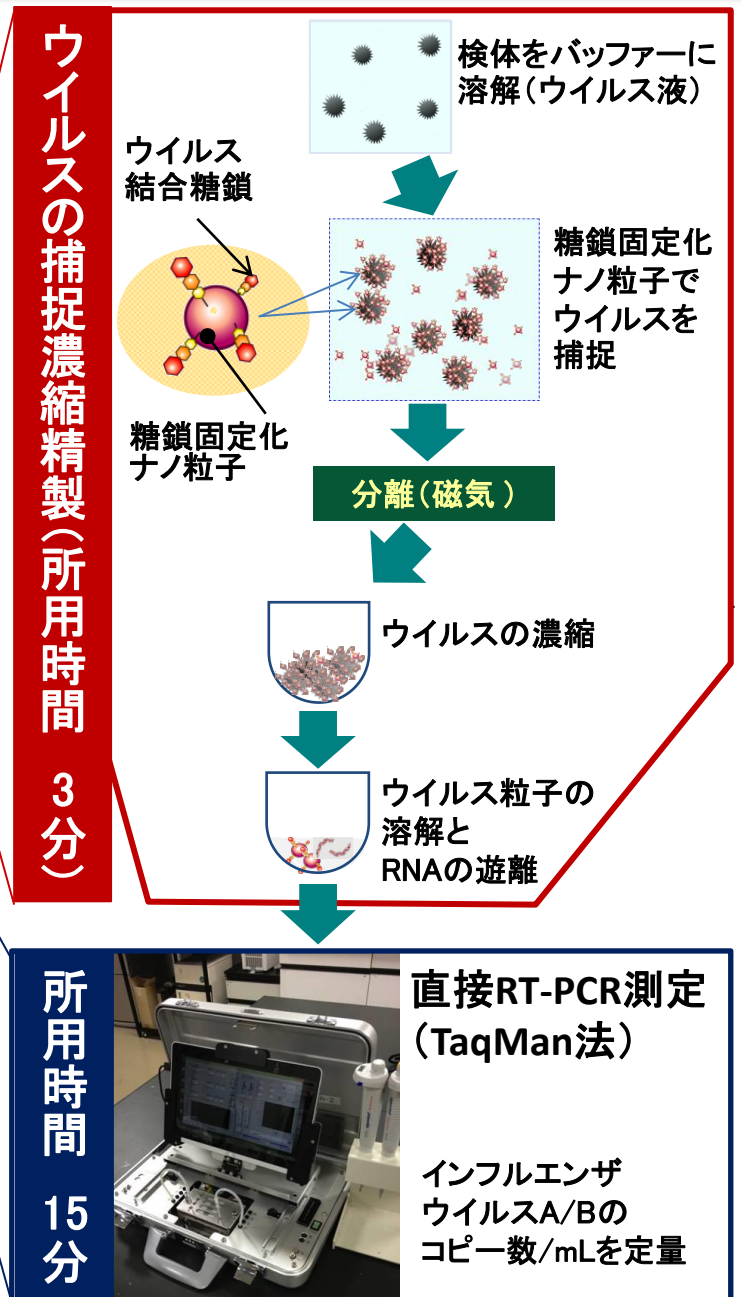 ウイルスの捕捉濃縮精製（所用時間 3分）
検体をバッファーに
溶解（ウイルス液）
ウイルス
結合糖鎖
糖鎖固定化
ナノ粒子で
ウイルスを
捕捉
糖鎖固定化
ナノ粒子
分離（磁気 ）
ウイルスの濃縮
ウイルス粒子の
溶解と
RNAの遊離
所用時間 15分
直接RT-PCR測定
（TaqMan法）
インフルエンザ
ウイルスA/Bの
コピー数/mLを定量